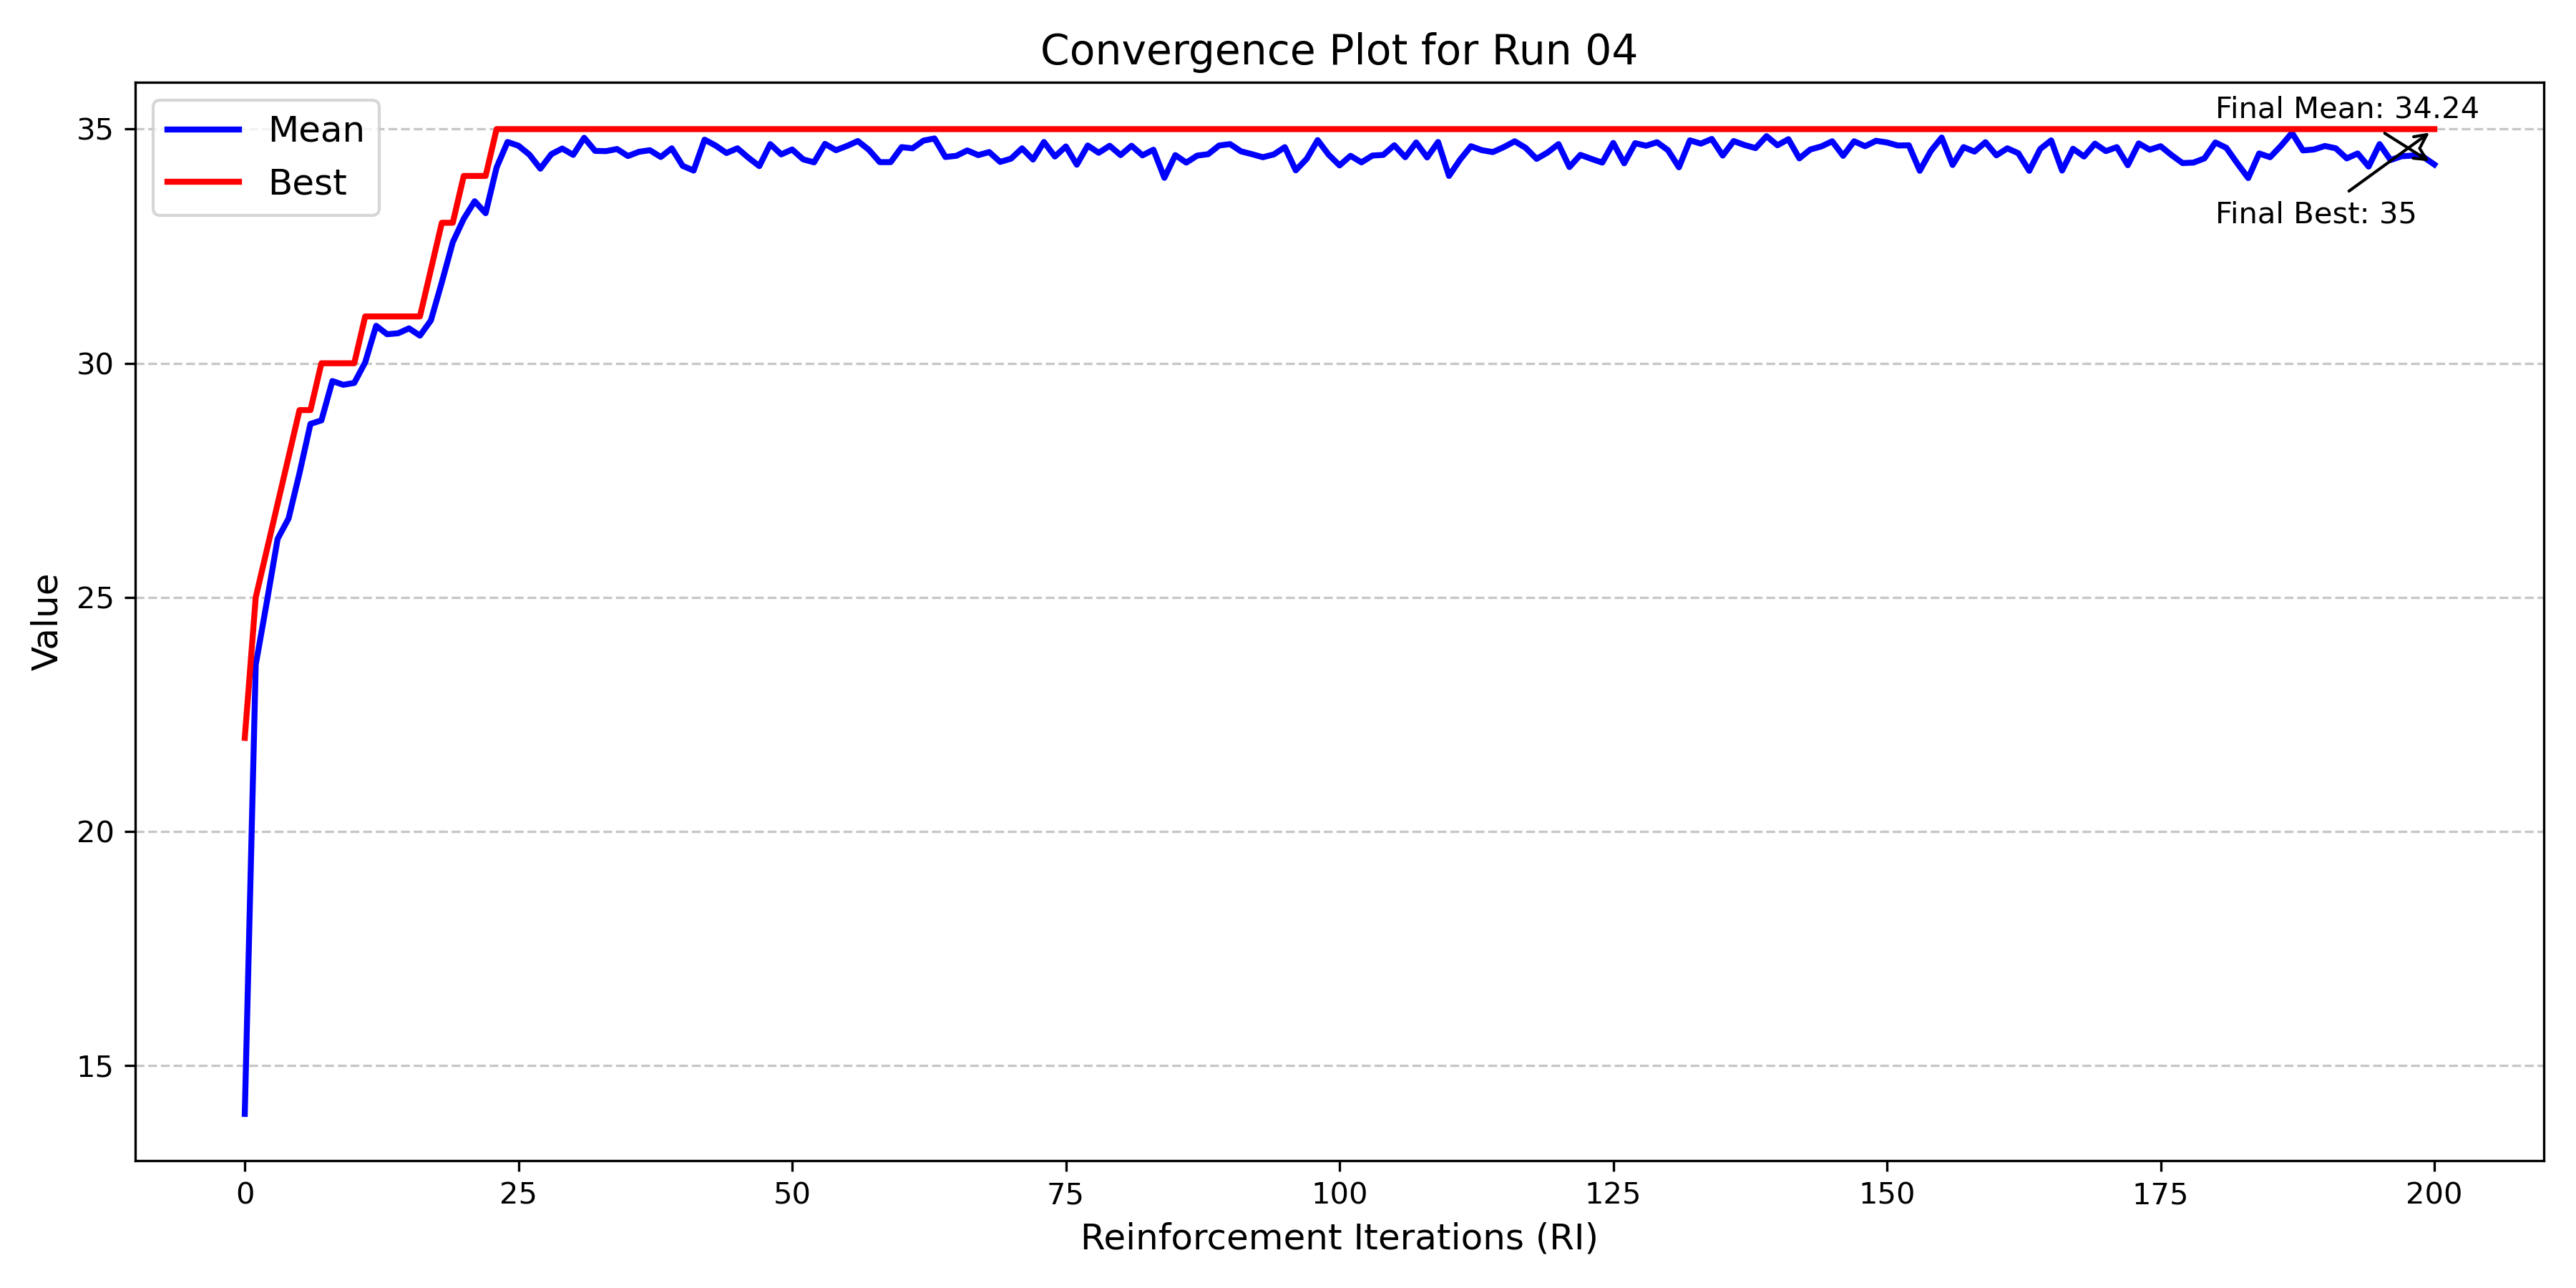 Convergence Plot for Run 04
Mean
Best
Final Mean: 34.24
Final Best: 35
Value
35
30
25
20
15
0 25 50 75 100 125 150 175 200
Reinforcement Iterations (RI)